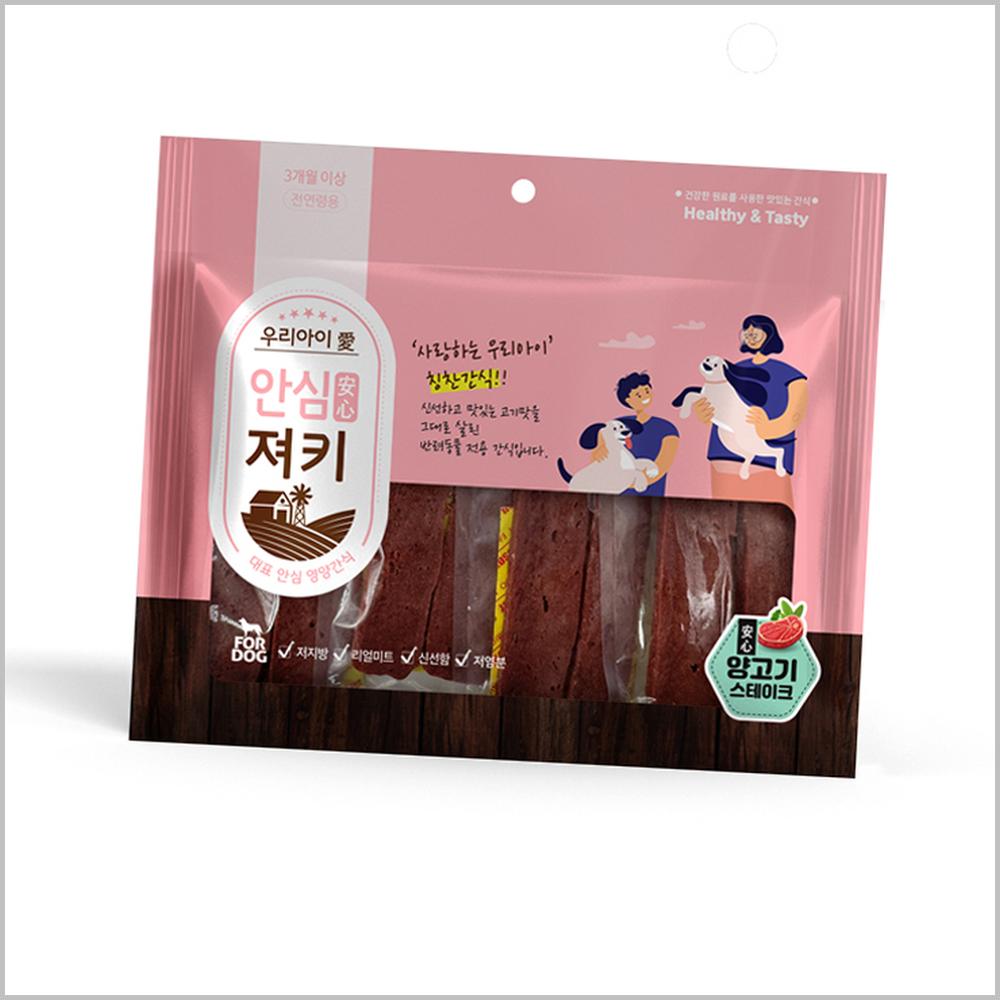 3개월 이상
전연령용
건강한 원료를 사용한 맛있는 간식
Healthy & Tasty
우리아이 愛
안심 安心
져키
대표 안심 영양간식
'사랑하는 우리아이'
칭찬간식!!
신선하고 맛있는 고기맛을
그대로 살린
반려동물 전용 간식입니다.
FOR
DOG
저지방 리얼미트 신선함 저염분
安心
양고기
스테이크